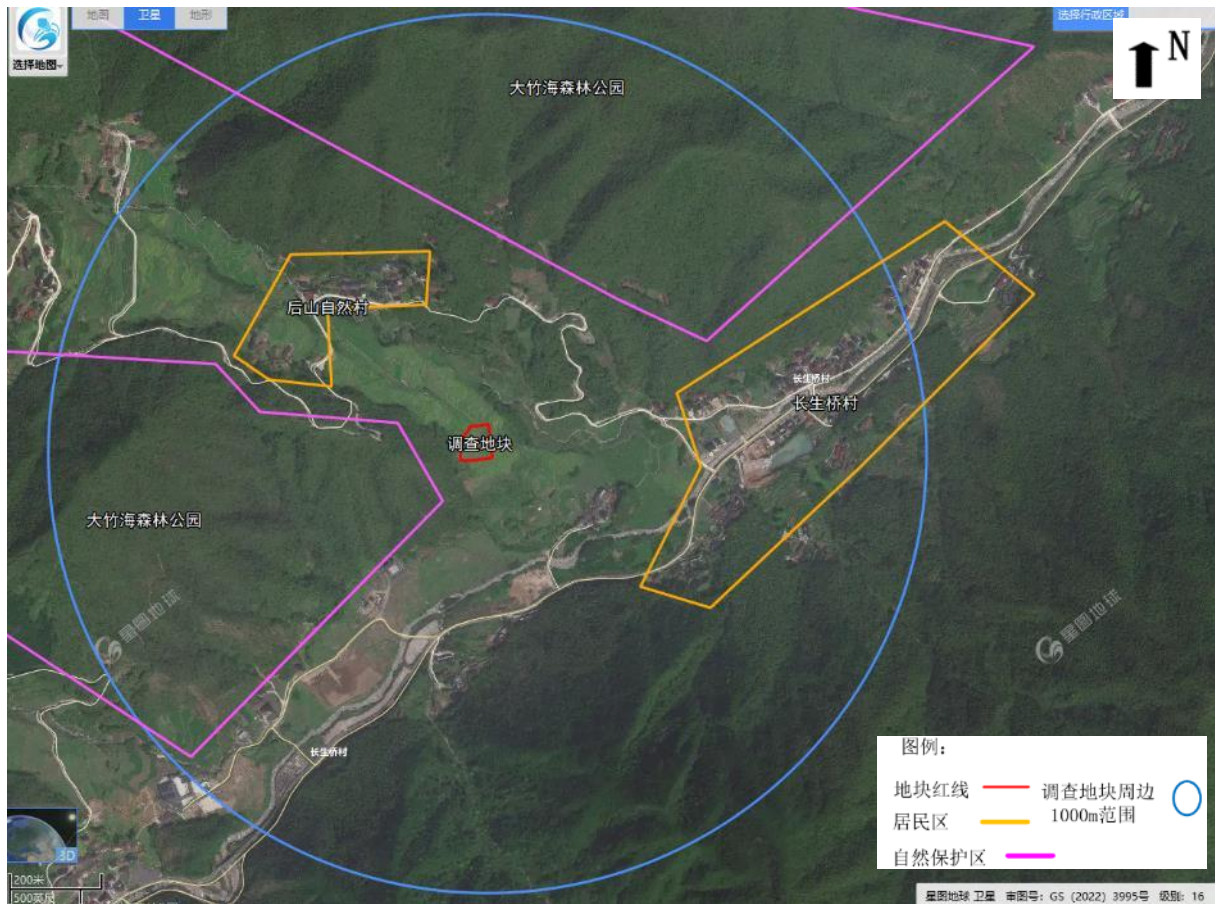 地图 卫星 地形
选择行政区域
选择地图
N
大竹海森林公园
后山自然村
长生桥村
长生桥村
调查地块
大竹海森林公园
星图地球
星图地球
长生桥村
图例：
地块红线 调查地块周边
1000m范围
居民区
自然保护区
3D
200米
500英尺
星图地球 卫星 审图号：GS (2022) 3995号 级别：16